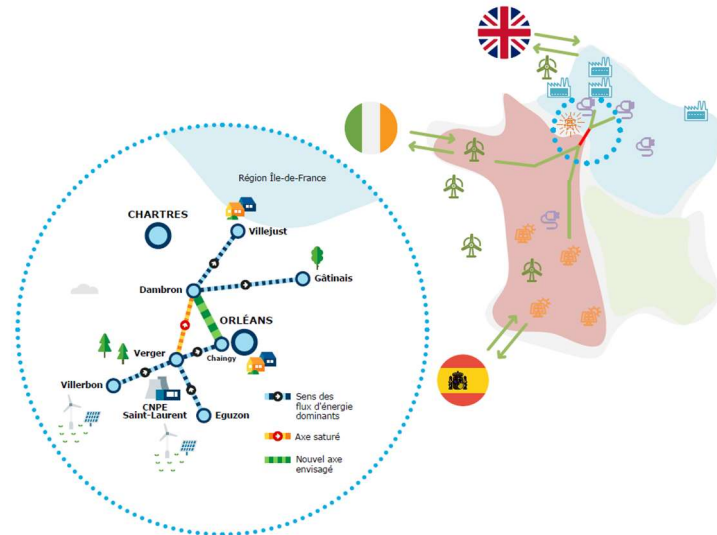 Région Île-de-France
CHARTRES
Villejust
Gâtinais
Dambron
ORLÉANS
Chaingy
Verger
Villerbon
CNPE
Saint-Laurent
Eguzon
Sens des
flux d'énergie
dominants
Axe saturé
Nouvel axe
envisagé